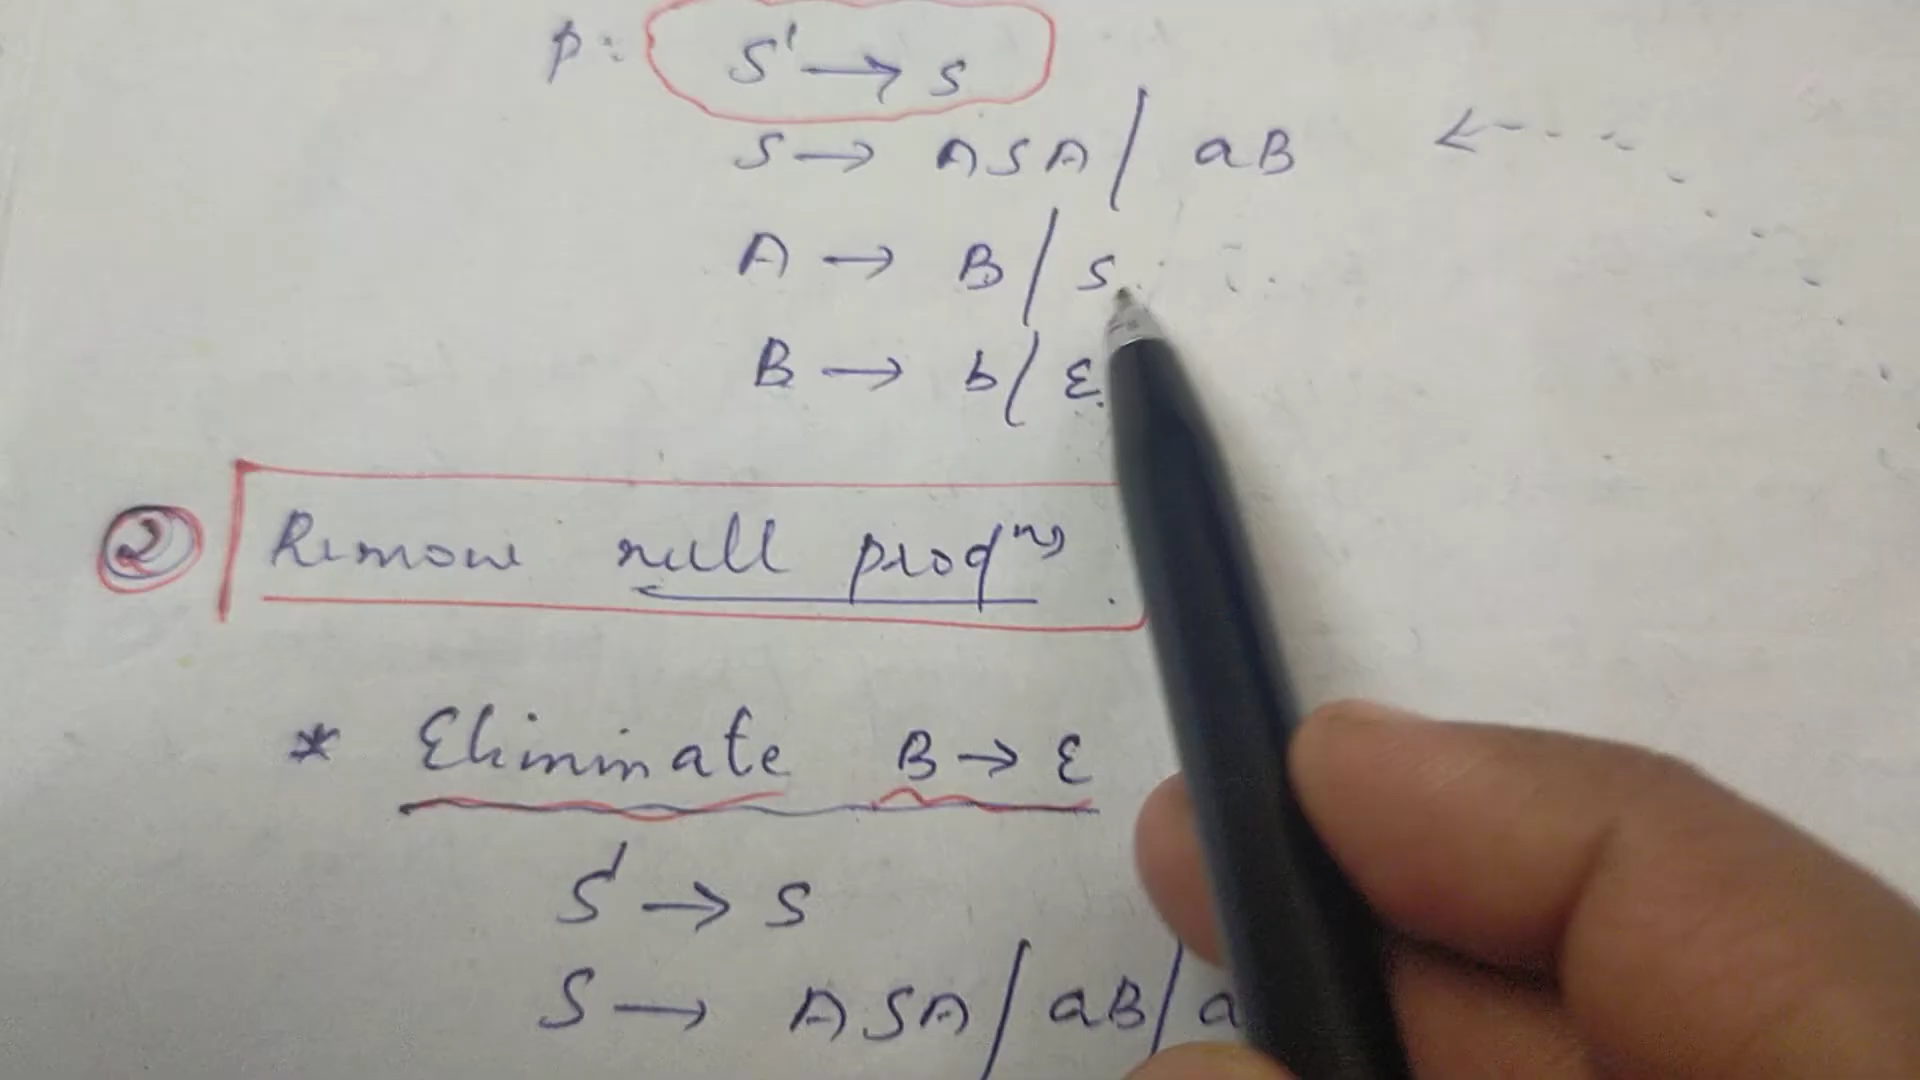 p: S' → S
S → ASA / aB ←----
A → B / S
B → b / ε
② Remove null prodⁿˢ
* Eliminate B → ε
S' → S
S → ASA / aB / a